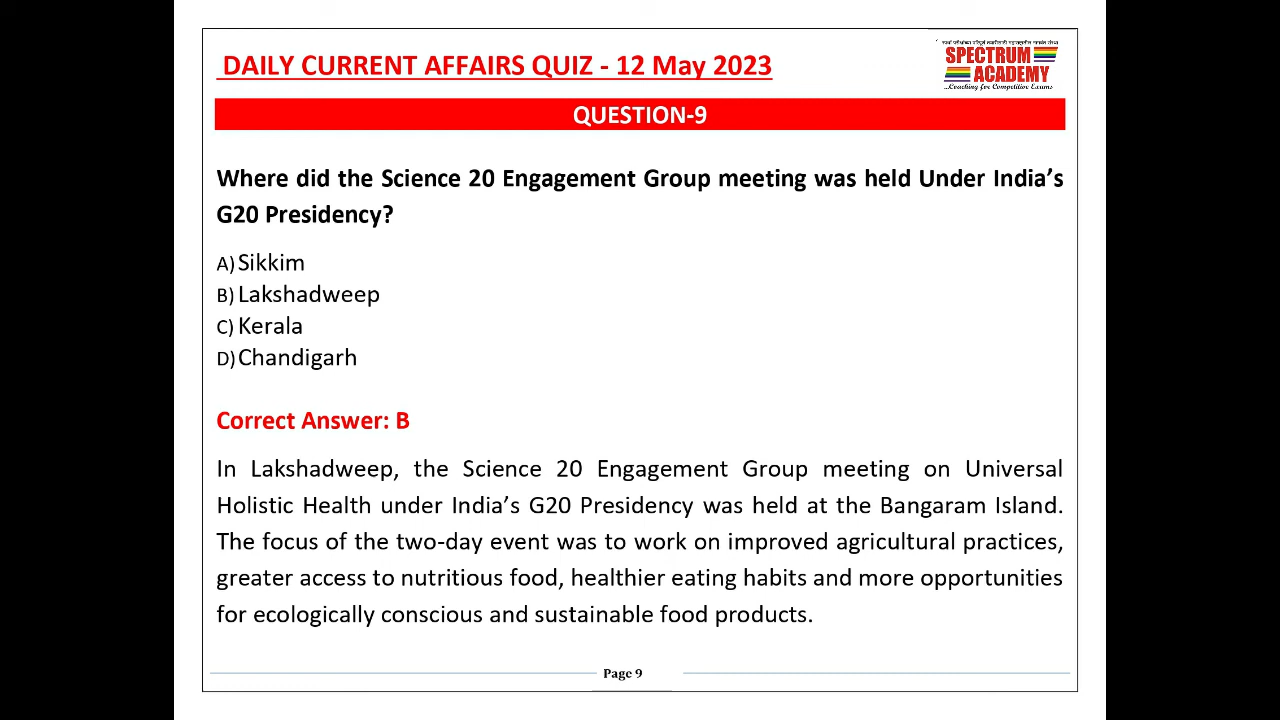 DAILY CURRENT AFFAIRS QUIZ - 12 May 2023
SPECTRUM
ACADEMY
...Coaching for Competitive Exams
QUESTION-9
Where did the Science 20 Engagement Group meeting was held Under India’s
G20 Presidency?
A) Sikkim
B) Lakshadweep
C) Kerala
D) Chandigarh
Correct Answer: B
In Lakshadweep, the Science 20 Engagement Group meeting on Universal
Holistic Health under India’s G20 Presidency was held at the Bangaram Island.
The focus of the two-day event was to work on improved agricultural practices,
greater access to nutritious food, healthier eating habits and more opportunities
for ecologically conscious and sustainable food products.
Page 9